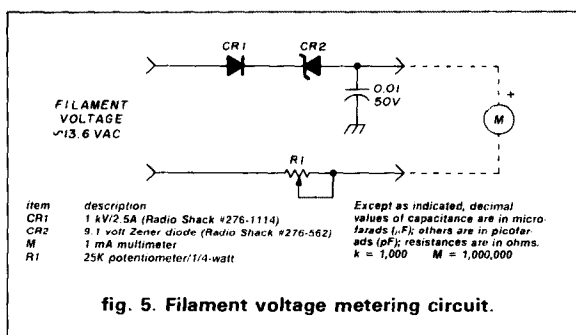 CR1 CR2
0.01
50V
+
FILAMENT
VOLTAGE
~13.6 VAC
M
R1
item description
CR1 1 kV/2.5A (Radio Shack #276-1114)
CR2 9.1 volt Zener diode (Radio Shack #276-562)
M 1 mA multimeter
R1 25K potentiometer/1/4-watt
Except as indicated, decimal
values of capacitance are in micro-
farads (μF); others are in picofar-
ads (pF); resistances are in ohms.
k = 1,000 M = 1,000,000
fig. 5. Filament voltage metering circuit.